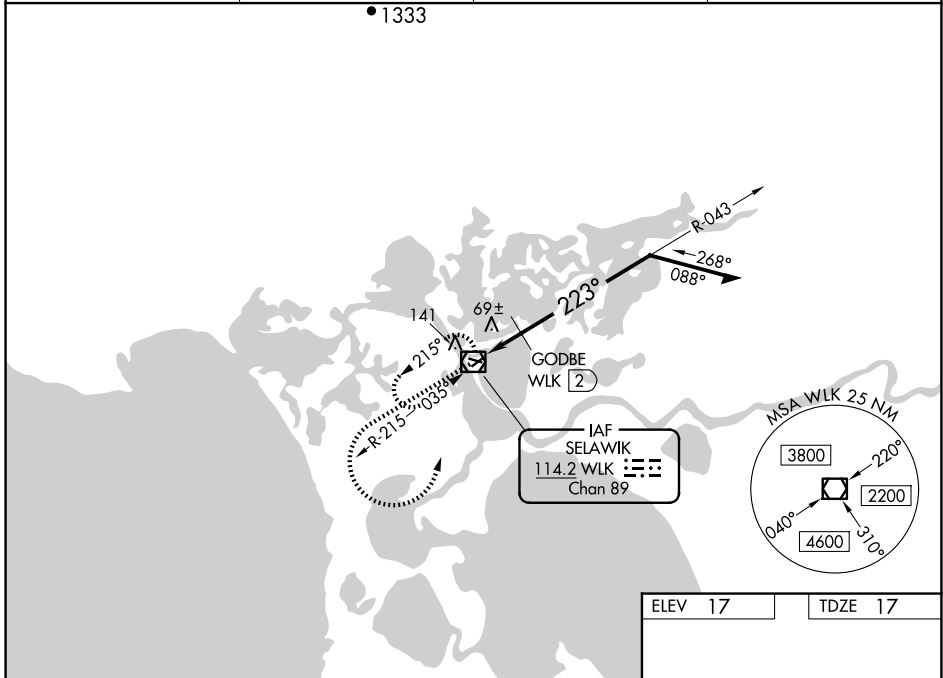 1333
R-043
268°
088°
223°
69±
141
215°
GODBE
WLK 2
R-215
035°
IAF
SELAWIK
114.2 WLK
Chan 89
MSA WLK 25 NM
3800
220°
2200
040°
4600
310°
ELEV 17
TDZE 17